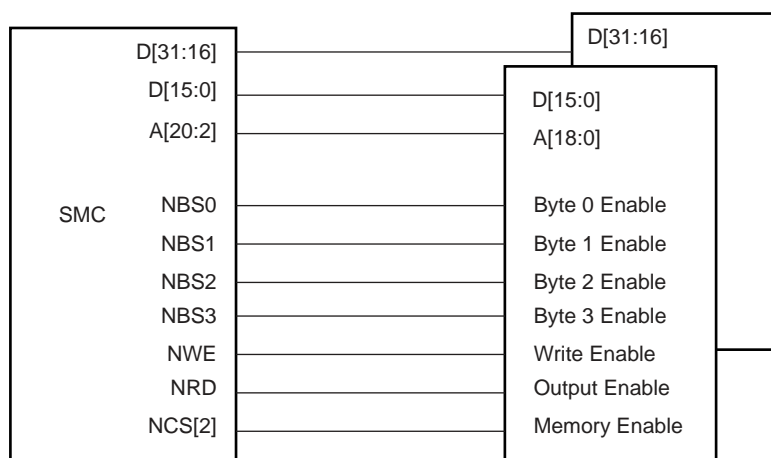 D[31:16] D[31:16]
D[15:0] D[15:0]
A[20:2] A[18:0]
SMC NBS0 Byte 0 Enable
NBS1 Byte 1 Enable
NBS2 Byte 2 Enable
NBS3 Byte 3 Enable
NWE Write Enable
NRD Output Enable
NCS[2] Memory Enable